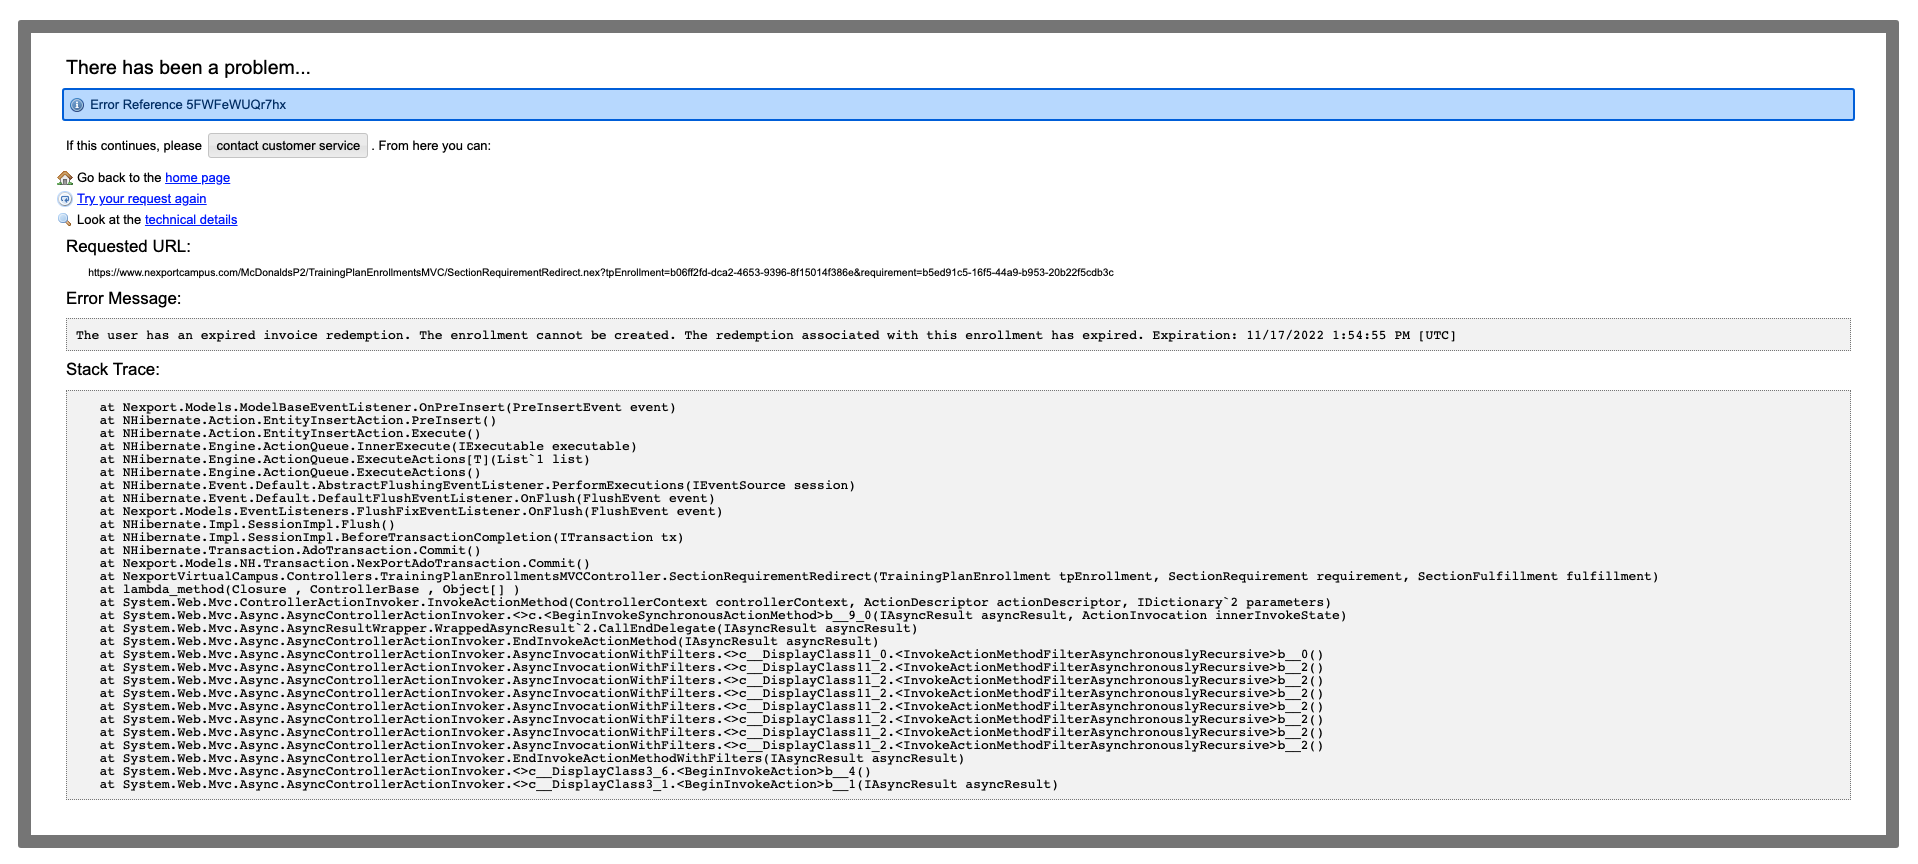 There has been a problem...
Error Reference 5FWFeWUQr7hx
If this continues, please contact customer service . From here you can:
Go back to the home page
Try your request again
Look at the technical details
Requested URL:
https://www.nexportcampus.com/McDonaldsP2/TrainingPlanEnrollmentsMVC/SectionRequirementRedirect.nex?tpEnrollment=b06ff2fd-dca2-4653-9396-8f15014f386e&requirement=b5ed91c5-16f5-44a9-b953-20b22f5cdb3c
Error Message:
The user has an expired invoice redemption. The enrollment cannot be created. The redemption associated with this enrollment has expired. Expiration: 11/17/2022 1:54:55 PM [UTC]
Stack Trace:
at Nexport.Models.ModelBaseEventListener.OnPreInsert(PreInsertEvent event)
at NHibernate.Action.EntityInsertAction.PreInsert()
at NHibernate.Action.EntityInsertAction.Execute()
at NHibernate.Engine.ActionQueue.InnerExecute(IExecutable executable)
at NHibernate.Engine.ActionQueue.ExecuteActions[T](List`1 list)
at NHibernate.Engine.ActionQueue.ExecuteActions()
at NHibernate.Event.Default.AbstractFlushingEventListener.PerformExecutions(IEventSource session)
at NHibernate.Event.Default.DefaultFlushEventListener.OnFlush(FlushEvent event)
at Nexport.Models.EventListeners.FlushFixEventListener.OnFlush(FlushEvent event)
at NHibernate.Impl.SessionImpl.Flush()
at NHibernate.Impl.SessionImpl.BeforeTransactionCompletion(ITransaction tx)
at NHibernate.Transaction.AdoTransaction.Commit()
at Nexport.Models.NH.Transaction.NexPortAdoTransaction.Commit()
at NexportVirtualCampus.Controllers.TrainingPlanEnrollmentsMVCController.SectionRequirementRedirect(TrainingPlanEnrollment tpEnrollment, SectionRequirement requirement, SectionFulfillment fulfillment)
at lambda_method(Closure , ControllerBase , Object[] )
at System.Web.Mvc.ControllerActionInvoker.InvokeActionMethod(ControllerContext controllerContext, ActionDescriptor actionDescriptor, IDictionary`2 parameters)
at System.Web.Mvc.Async.AsyncControllerActionInvoker.<>c.<BeginInvokeSynchronousActionMethod>b__9_0(IAsyncResult asyncResult, ActionInvocation innerInvokeState)
at System.Web.Mvc.Async.AsyncResultWrapper.WrappedAsyncResult`2.CallEndDelegate(IAsyncResult asyncResult)
at System.Web.Mvc.Async.AsyncControllerActionInvoker.EndInvokeActionMethod(IAsyncResult asyncResult)
at System.Web.Mvc.Async.AsyncControllerActionInvoker.AsyncInvocationWithFilters.<>c__DisplayClass11_0.<InvokeActionMethodFilterAsynchronouslyRecursive>b__0()
at System.Web.Mvc.Async.AsyncControllerActionInvoker.AsyncInvocationWithFilters.<>c__DisplayClass11_2.<InvokeActionMethodFilterAsynchronouslyRecursive>b__2()
at System.Web.Mvc.Async.AsyncControllerActionInvoker.AsyncInvocationWithFilters.<>c__DisplayClass11_2.<InvokeActionMethodFilterAsynchronouslyRecursive>b__2()
at System.Web.Mvc.Async.AsyncControllerActionInvoker.AsyncInvocationWithFilters.<>c__DisplayClass11_2.<InvokeActionMethodFilterAsynchronouslyRecursive>b__2()
at System.Web.Mvc.Async.AsyncControllerActionInvoker.AsyncInvocationWithFilters.<>c__DisplayClass11_2.<InvokeActionMethodFilterAsynchronouslyRecursive>b__2()
at System.Web.Mvc.Async.AsyncControllerActionInvoker.AsyncInvocationWithFilters.<>c__DisplayClass11_2.<InvokeActionMethodFilterAsynchronouslyRecursive>b__2()
at System.Web.Mvc.Async.AsyncControllerActionInvoker.AsyncInvocationWithFilters.<>c__DisplayClass11_2.<InvokeActionMethodFilterAsynchronouslyRecursive>b__2()
at System.Web.Mvc.Async.AsyncControllerActionInvoker.AsyncInvocationWithFilters.<>c__DisplayClass11_2.<InvokeActionMethodFilterAsynchronouslyRecursive>b__2()
at System.Web.Mvc.Async.AsyncControllerActionInvoker.EndInvokeActionMethodWithFilters(IAsyncResult asyncResult)
at System.Web.Mvc.Async.AsyncControllerActionInvoker.<>c__DisplayClass3_6.<BeginInvokeAction>b__4()
at System.Web.Mvc.Async.AsyncControllerActionInvoker.<>c__DisplayClass3_1.<BeginInvokeAction>b__1(IAsyncResult asyncResult)